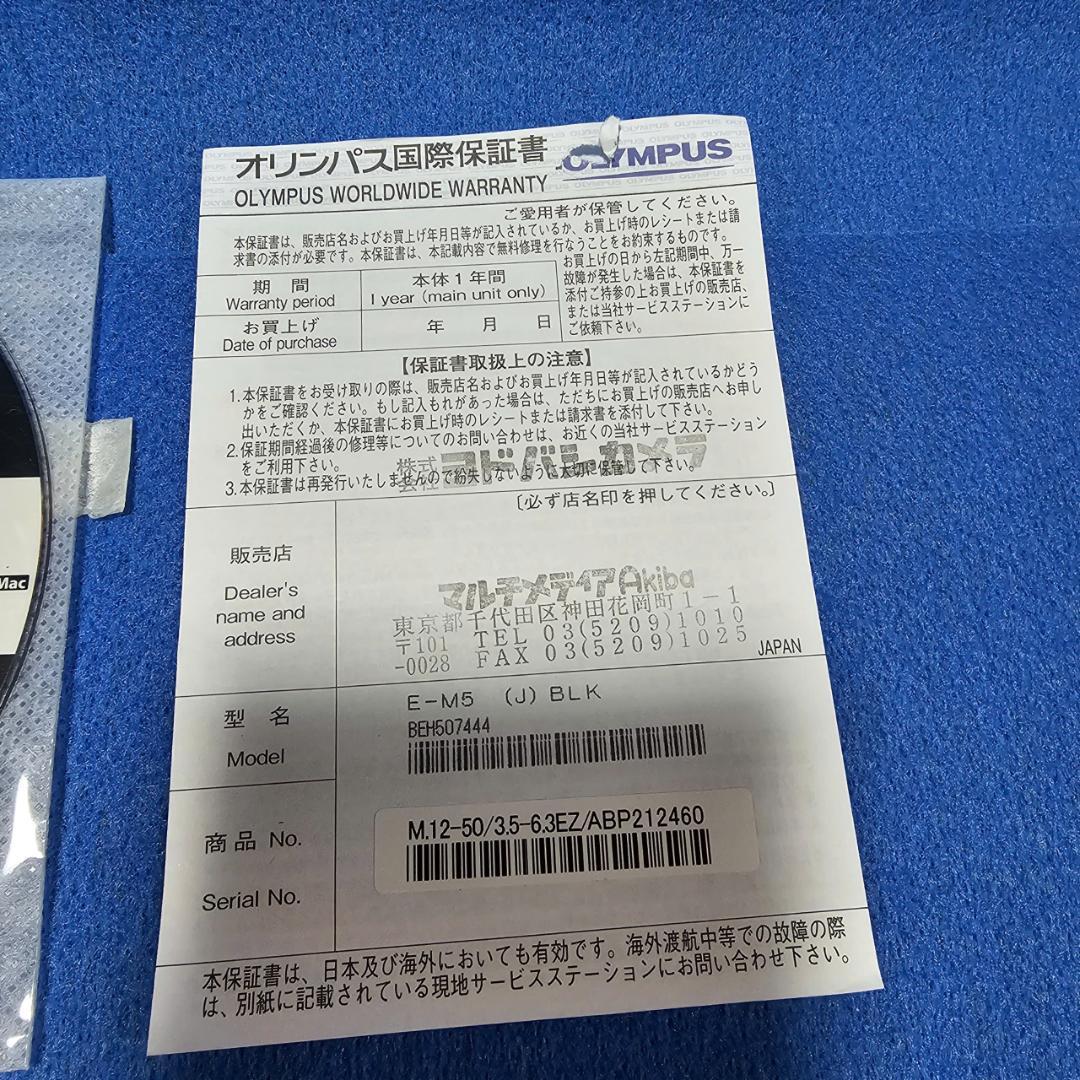 オリンパス国際保証書
OLYMPUS
OLYMPUS WORLDWIDE WARRANTY
ご愛用者が保管してください。
本保証書は、販売店名およびお買上げ年月日等が記入されているか、お買上げ時のレシートまたは請
求書の添付が必要です。本保証書は、本記載内容で無料修理を行なうことをお約束するものです。
期 間
Warranty period
本体1年間
1 year (main unit only)
お買上げ
Date of purchase
年 月 日
お買上げの日から左記期間中、万一
故障が発生した場合は、本保証書を
添付ご持参の上お買上げの販売店、
または当社サービスステーションに
ご依頼下さい。
【保証書取扱上の注意】
1.本保証書をお受け取りの際は、販売店名およびお買上げ年月日等が記入されているかどう
かをご確認ください。もし記入もれがあった場合は、ただちにお買上げの販売店へお申し
出いただくか、本保証書にお買上げ時のレシートまたは請求書を添付して下さい。
2.保証期間経過後の修理等についてのお問い合わせは、お近くの当社サービスステーション
をご利用下さい。
3.本保証書は再発行いたしませんので紛失しないように大切に保管して下さい。
株式会社 ヨドバシカメラ
〔必ず店名印を押してください。〕
販売店
Dealer's
name and
address
マルチメディアAkiba
東京都千代田区神田花岡町1-1
〒101 TEL 03(5209)1010
-0028 FAX 03(5209)1025
JAPAN
型 名
Model
E-M5 (J) BLK
BEH507444
商品 No.
Serial No.
M.12-50/3.5-6.3EZ/ABP212460
本保証書は、日本及び海外においても有効です。海外渡航中等での故障の際
は、別紙に記載されている現地サービスステーションにお問い合わせ下さい。
Mac